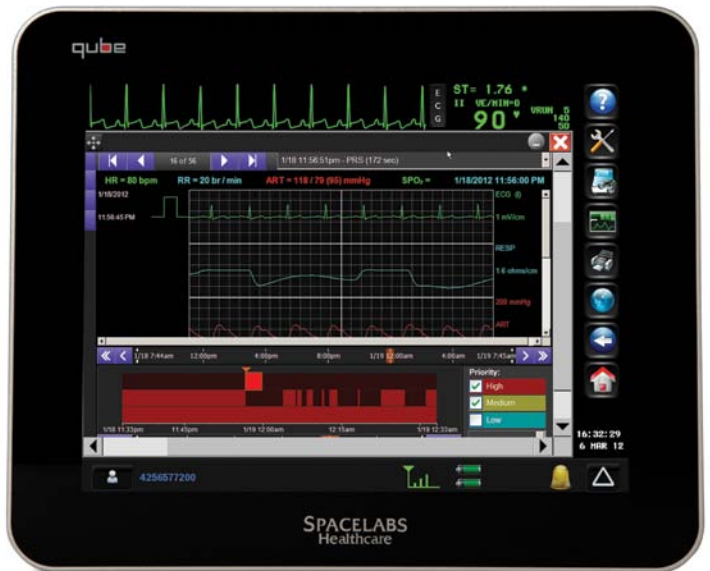 qube
E
C
G
ST= 1.76 *
II VE/MIN=0
90
VRUN 5
140
50
16 of 56
1/18 11:56:51pm - PRS (172 sec)
HR = 80 bpm RR = 20 br / min ART = 118 / 79 (95) mmHg SPO₂ = 1/18/2012 11:56:00 PM
1/18/2012
ECG (I)
11:56:45 PM
1 mV/cm
RESP
1.6 ohms/cm
200 mmHg
ART
1/18 7:44am 12:00pm 4:00pm 8:00pm 1/19 12:00am 4:00am 1/19 7:45am
Priority:
High
Medium
Low
1/18 11:33pm 11:45pm 1/19 12:00am 12:15am 1/19 12:33am
16:32:29
6 MAR 12
4256577200
SPACELABS
Healthcare